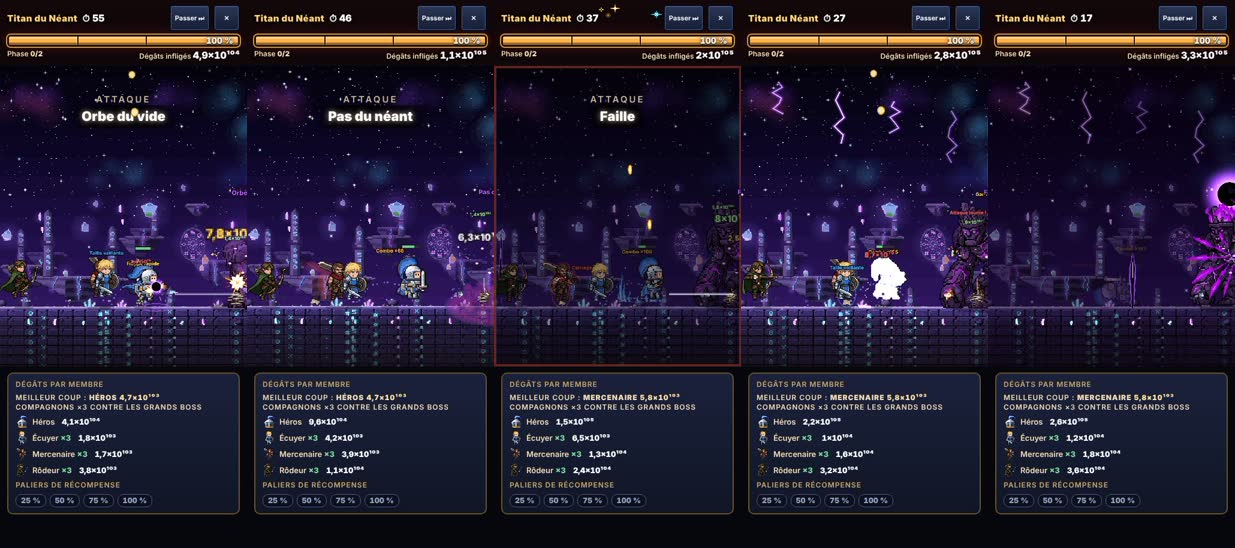 Titan du Néant ⏱ 55
Passer ⏭ ×
100 %
Phase 0/2
Dégâts infligés 4,9×10¹⁰⁴
ATTAQUE
Orbe du vide
Orbe
7,8×10
DÉGÂTS PAR MEMBRE
MEILLEUR COUP : HÉROS 4,7×10¹⁰³
COMPAGNONS ×3 CONTRE LES GRANDS BOSS
Héros 4,1×10¹⁰⁴
Écuyer ×3 1,8×10¹⁰³
Mercenaire ×3 1,7×10¹⁰³
Rôdeur ×3 3,8×10¹⁰³
PALIERS DE RÉCOMPENSE
25 % 50 % 75 % 100 %
Titan du Néant ⏱ 46
Passer ⏭ ×
100 %
Phase 0/2
Dégâts infligés 1,1×10¹⁰⁵
ATTAQUE
Pas du néant
Pas
6,3×10
DÉGÂTS PAR MEMBRE
MEILLEUR COUP : HÉROS 4,7×10¹⁰³
COMPAGNONS ×3 CONTRE LES GRANDS BOSS
Héros 9,6×10¹⁰⁴
Écuyer ×3 4,2×10¹⁰³
Mercenaire ×3 3,9×10¹⁰³
Rôdeur ×3 1,1×10¹⁰⁴
PALIERS DE RÉCOMPENSE
25 % 50 % 75 % 100 %
Titan du Néant ⏱ 37
Passer ⏭ ×
100 %
Phase 0/2
Dégâts infligés 2×10¹⁰⁵
ATTAQUE
Faille
8×10
DÉGÂTS PAR MEMBRE
MEILLEUR COUP : MERCENAIRE 5,8×10¹⁰³
COMPAGNONS ×3 CONTRE LES GRANDS BOSS
Héros 1,5×10¹⁰⁵
Écuyer ×3 6,5×10¹⁰³
Mercenaire ×3 1,3×10¹⁰⁴
Rôdeur ×3 2,4×10¹⁰⁴
PALIERS DE RÉCOMPENSE
25 % 50 % 75 % 100 %
Titan du Néant ⏱ 27
Passer ⏭ ×
100 %
Phase 0/2
Dégâts infligés 2,8×10¹⁰⁵
DÉGÂTS PAR MEMBRE
MEILLEUR COUP : MERCENAIRE 5,8×10¹⁰³
COMPAGNONS ×3 CONTRE LES GRANDS BOSS
Héros 2,2×10¹⁰⁵
Écuyer ×3 1×10¹⁰⁴
Mercenaire ×3 1,6×10¹⁰⁴
Rôdeur ×3 3,2×10¹⁰⁴
PALIERS DE RÉCOMPENSE
25 % 50 % 75 % 100 %
Titan du Néant ⏱ 17
Passer ⏭ ×
100 %
Phase 0/2
Dégâts infligés 3,3×10¹⁰⁵
DÉGÂTS PAR MEMBRE
MEILLEUR COUP : MERCENAIRE 5,8×10¹⁰³
COMPAGNONS ×3 CONTRE LES GRANDS BOSS
Héros 2,6×10¹⁰⁵
Écuyer ×3 1,2×10¹⁰⁴
Mercenaire ×3 1,8×10¹⁰⁴
Rôdeur ×3 3,6×10¹⁰⁴
PALIERS DE RÉCOMPENSE
25 % 50 % 75 % 100 %